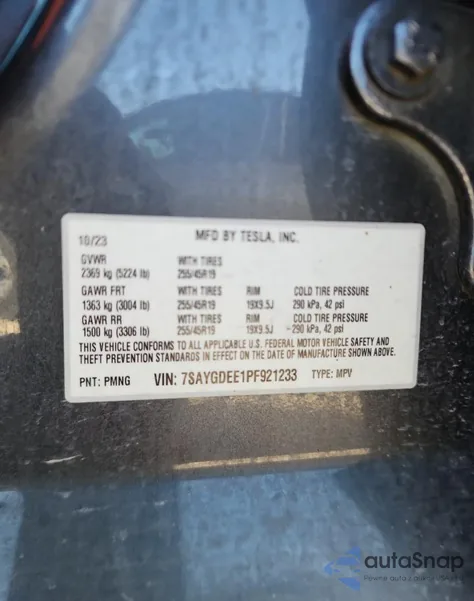 10/23 MFD BY TESLA, INC.
GVWR WITH TIRES
2369 kg (5224 lb) 255/45R19
GAWR FRT WITH TIRES RIM COLD TIRE PRESSURE
1363 kg (3004 lb) 255/45R19 19X9.5J 290 kPa, 42 psi
GAWR RR WITH TIRES RIM COLD TIRE PRESSURE
1500 kg (3306 lb) 255/45R19 19X9.5J 290 kPa, 42 psi
THIS VEHICLE CONFORMS TO ALL APPLICABLE U.S. FEDERAL MOTOR VEHICLE SAFETY AND
THEFT PREVENTION STANDARDS IN EFFECT ON THE DATE OF MANUFACTURE SHOWN ABOVE.
PNT: PMNG VIN: 7SAYGDEE1PF921233 TYPE: MPV
autaSnap